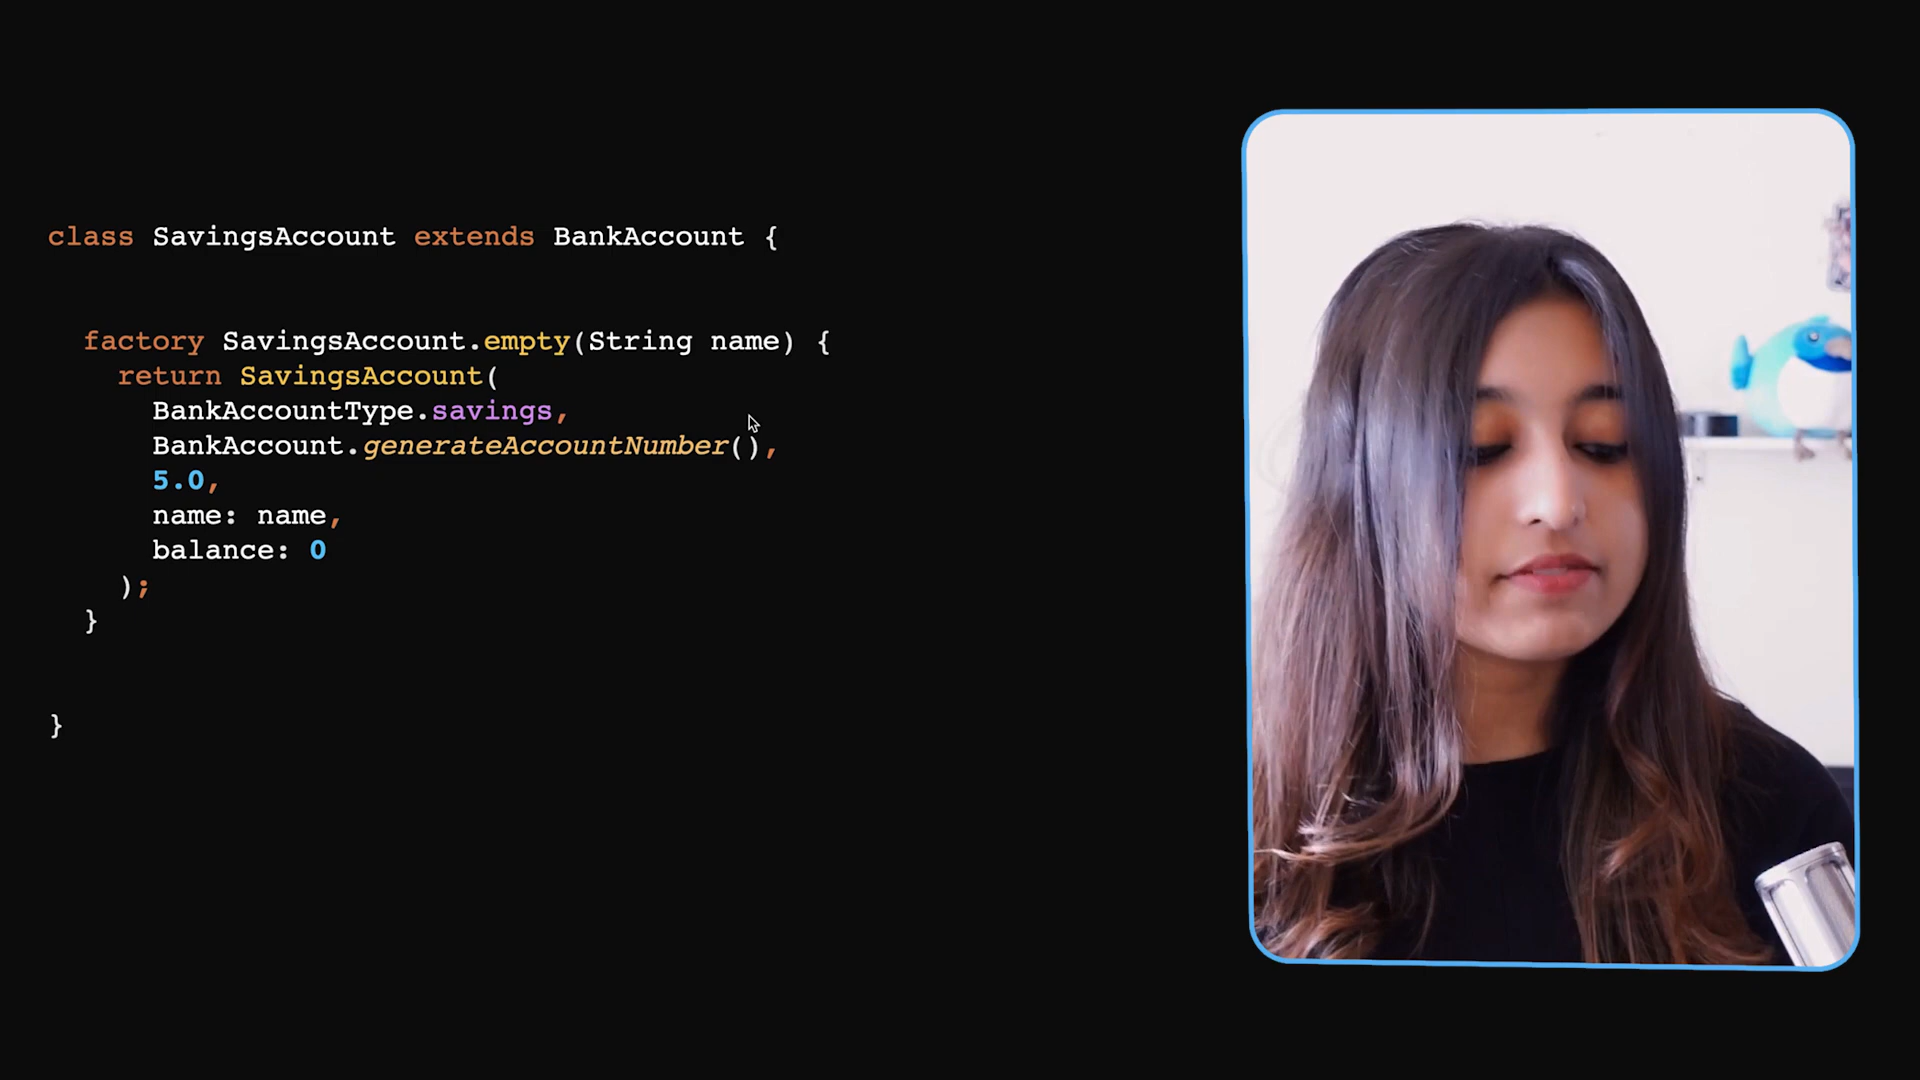 class SavingsAccount extends BankAccount {
factory SavingsAccount.empty(String name) {
return SavingsAccount(
BankAccountType.savings,
BankAccount.generateAccountNumber(),
5.0,
name: name,
balance: 0
);
}
}